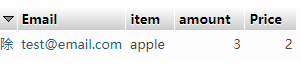 Email item amount Price
除 test@email.com apple 3 2